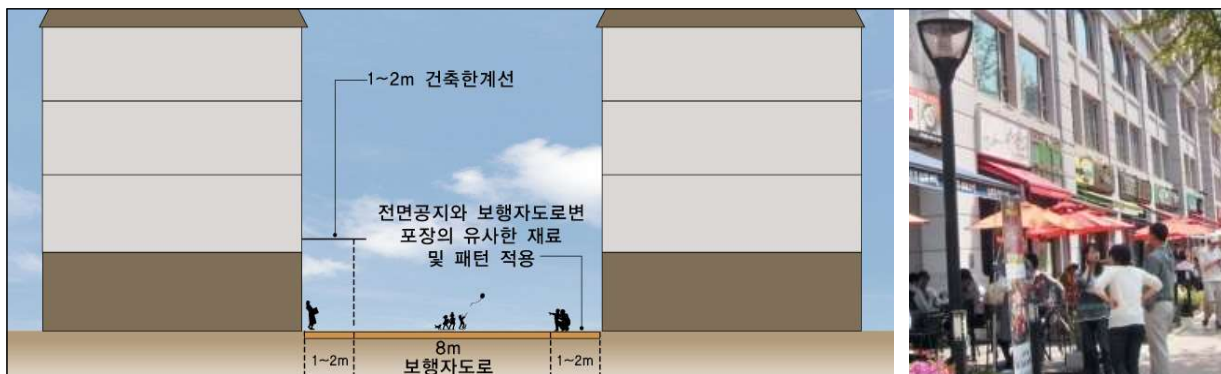 1~2m 건축한계선
전면공지와 보행자도로변
포장의 유사한 재료
및 패턴 적용
1~2m
8m
보행자도로
1~2m